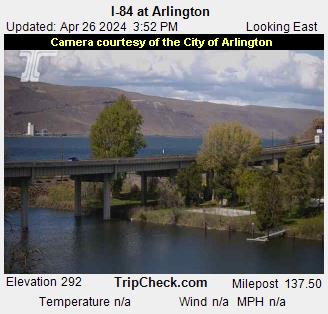 I-84 at Arlington
Updated: Apr 26 2024 3:52 PM Looking East
Camera courtesy of the City of Arlington
Elevation 292 TripCheck.com Milepost 137.50
Temperature n/a Wind n/a MPH n/a